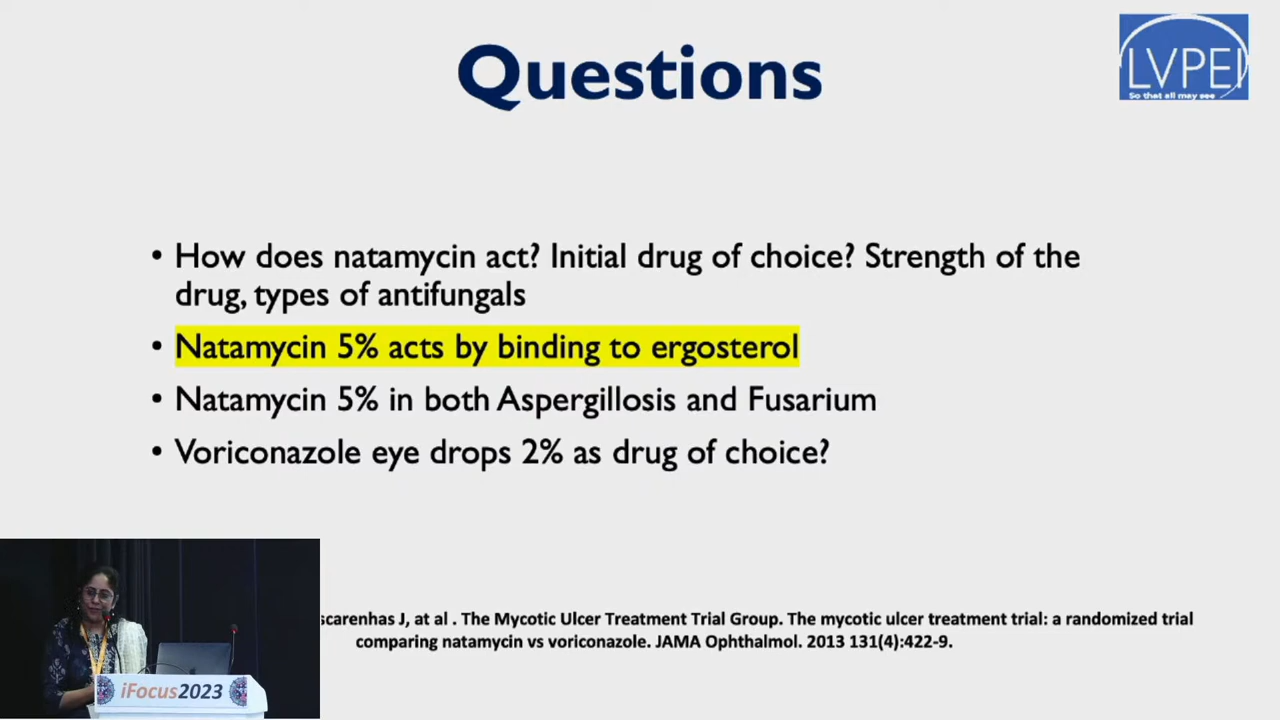 Questions
LVPEI
So that all may see
• How does natamycin act? Initial drug of choice? Strength of the
drug, types of antifungals
• Natamycin 5% acts by binding to ergosterol
• Natamycin 5% in both Aspergillosis and Fusarium
• Voriconazole eye drops 2% as drug of choice?
scarenhas J, at al . The Mycotic Ulcer Treatment Trial Group. The mycotic ulcer treatment trial: a randomized trial
comparing natamycin vs voriconazole. JAMA Ophthalmol. 2013 131(4):422-9.
iFocus2023